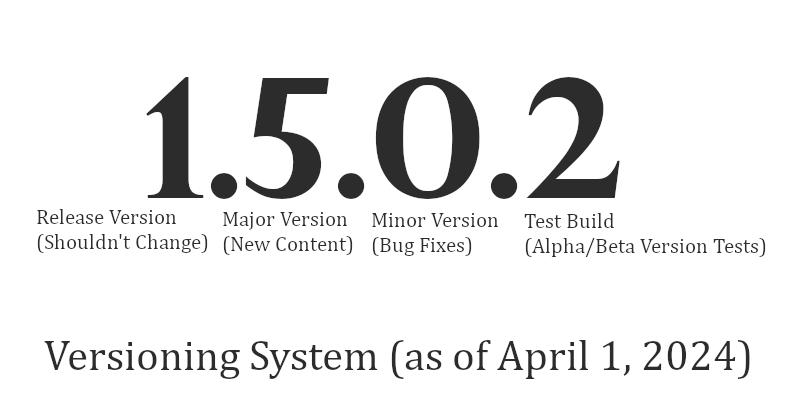 1.5.0.2
Release Version
(Shouldn't Change)
Major Version
(New Content)
Minor Version
(Bug Fixes)
Test Build
(Alpha/Beta Version Tests)
Versioning System (as of April 1, 2024)